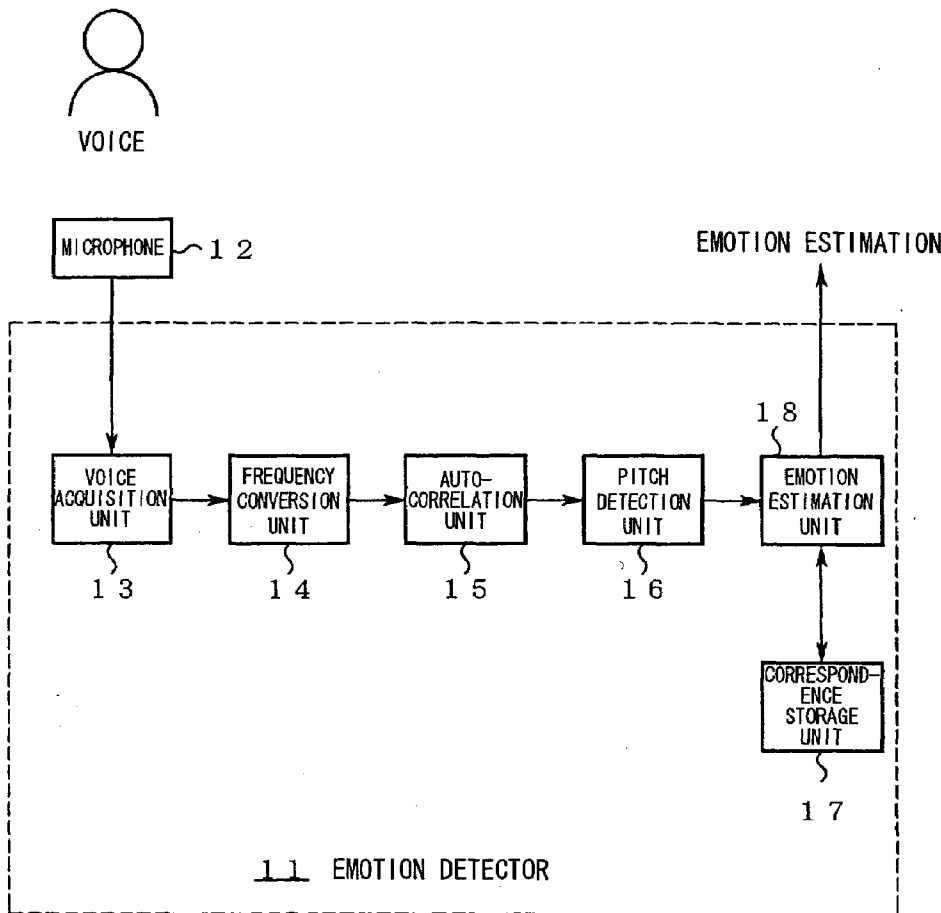 VOICE
MICROPHONE
12
EMOTION ESTIMATION
18
VOICE
ACQUISITION
UNIT
FREQUENCY
CONVERSION
UNIT
AUTO-
CORRELATION
UNIT
PITCH
DETECTION
UNIT
EMOTION
ESTIMATION
UNIT
13
14
15
16
CORRESPOND-
ENCE
STORAGE
UNIT
17
11 EMOTION DETECTOR